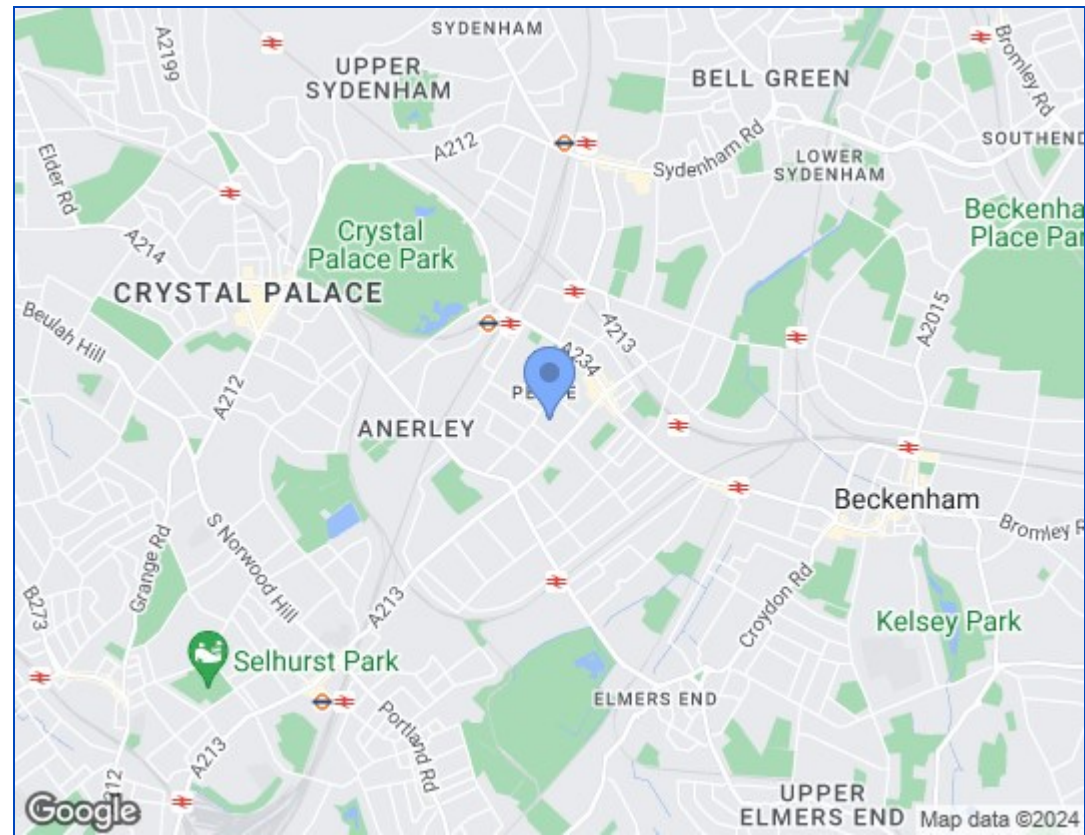 SYDENHAM
A2199
UPPER
SYDENHAM
BELL GREEN
Bromley Rd
A212
Sydenham Rd
SOUTHEND
LOWER
SYDENHAM
Elder Rd
Crystal
Palace Park
Beckenha
Place Par
A214
CRYSTAL PALACE
Beulah Hill
A213
A2015
A234
A212
ANERLEY
Beckenham
Bromley R
S Norwood Hill
Grange Rd
A213
Croydon Rd
B273
Kelsey Park
Selhurst Park
ELMERS END
Portland Rd
A213
212
UPPER
ELMERS END
Google
Map data ©2024